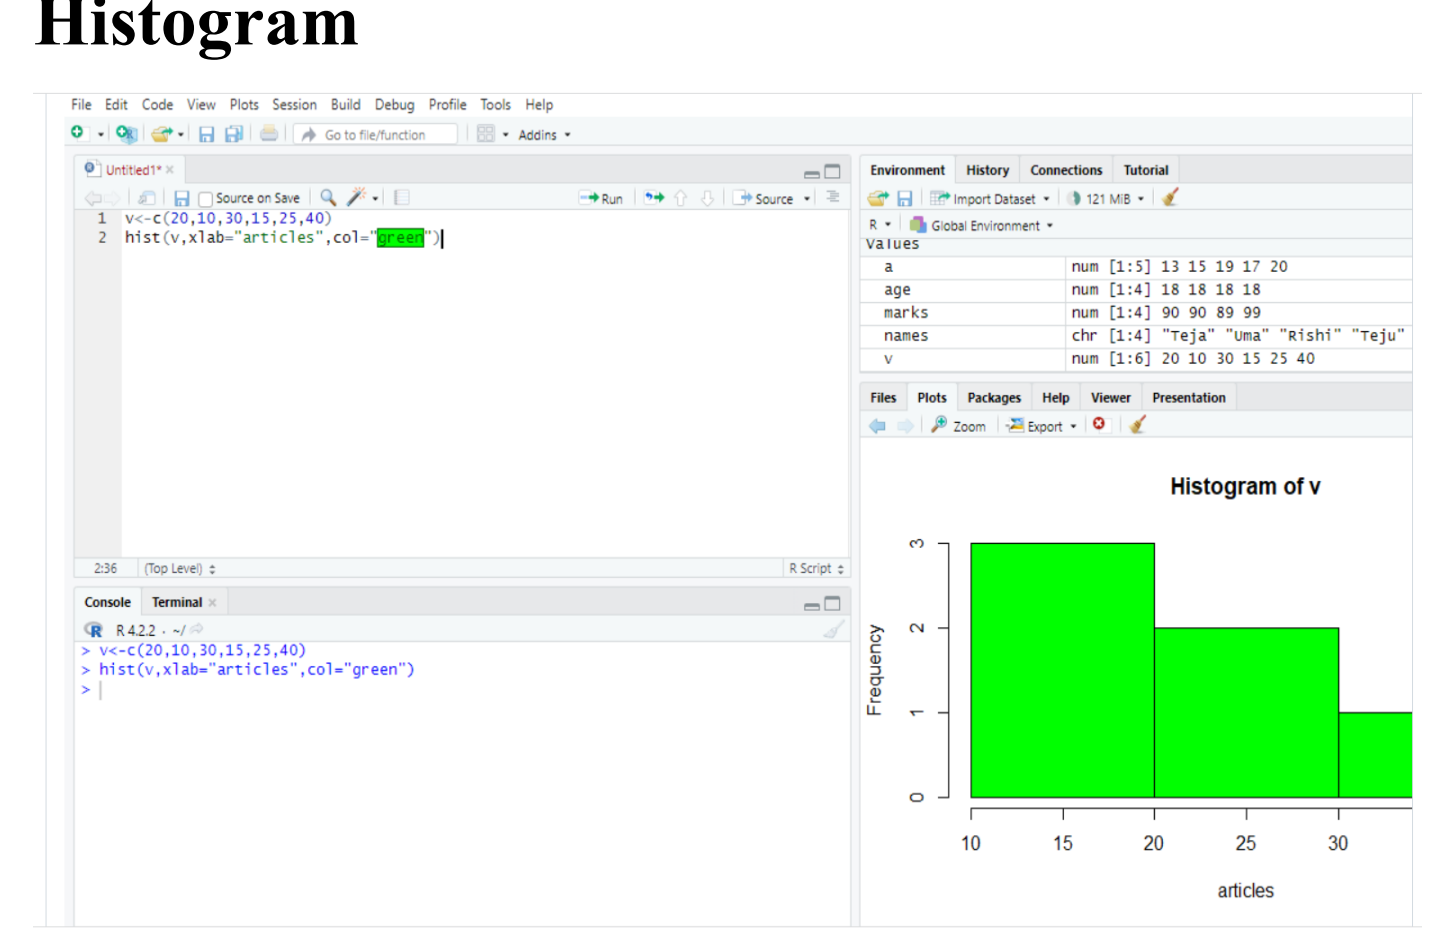 Histogram
File Edit Code View Plots Session Build Debug Profile Tools Help
Go to file/function Addins
Untitled1*
Source on Save Run Source
1 v<-c(20,10,30,15,25,40)
2 hist(v,xlab="articles",col="green")
2:36 (Top Level) R Script
Console Terminal
R 4.2.2 · ~/
> v<-c(20,10,30,15,25,40)
> hist(v,xlab="articles",col="green")
>
Environment History Connections Tutorial
Import Dataset 121 MiB
R Global Environment
Values
a num [1:5] 13 15 19 17 20
age num [1:4] 18 18 18 18
marks num [1:4] 90 90 89 99
names chr [1:4] "Teja" "Uma" "Rishi" "Teju"
v num [1:6] 20 10 30 15 25 40
Files Plots Packages Help Viewer Presentation
Zoom Export
Histogram of v
Frequency
3
2
1
0
10 15 20 25 30
articles